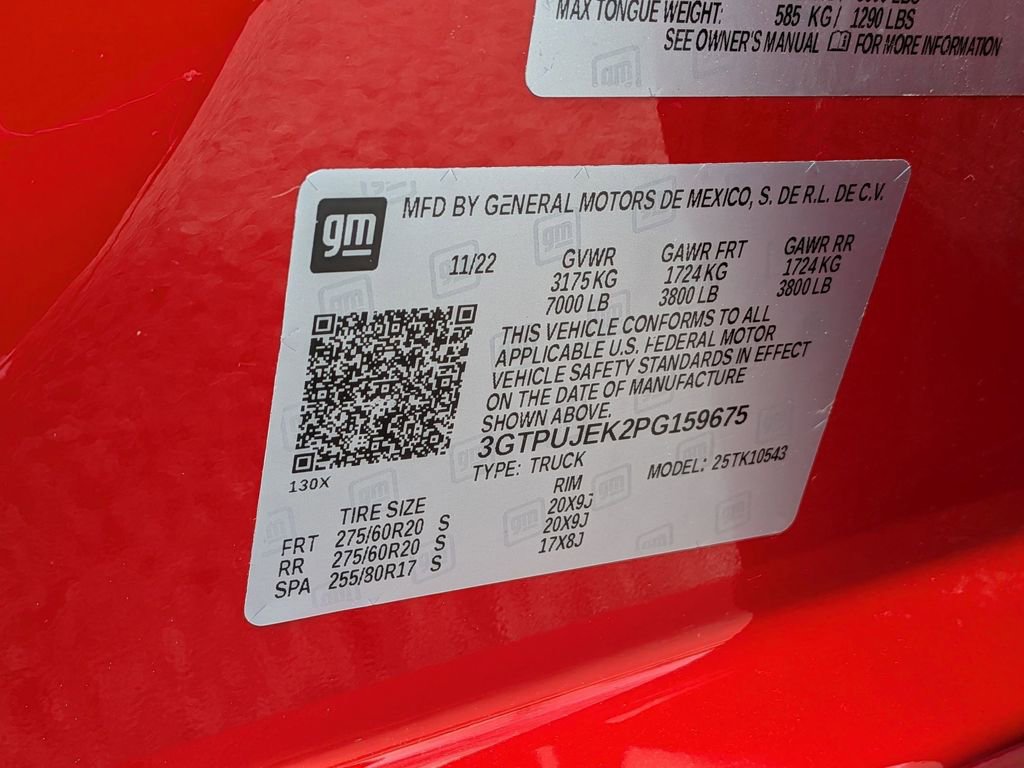 MAX TONGUE WEIGHT: 585 KG / 1290 LBS
SEE OWNER'S MANUAL FOR MORE INFORMATION
gm
gm MFD BY GENERAL MOTORS DE MEXICO, S. DE R.L. DE C.V.
11/22 GVWR GAWR FRT GAWR RR
3175 KG 1724 KG 1724 KG
7000 LB 3800 LB 3800 LB
THIS VEHICLE CONFORMS TO ALL
APPLICABLE U.S. FEDERAL MOTOR
VEHICLE SAFETY STANDARDS IN EFFECT
ON THE DATE OF MANUFACTURE
SHOWN ABOVE.
3GTPUJEK2PG159675
TYPE: TRUCK MODEL: 25TK10543
130X
TIRE SIZE RIM
FRT 275/60R20 S 20X9J
RR 275/60R20 S 20X9J
SPA 255/80R17 S 17X8J